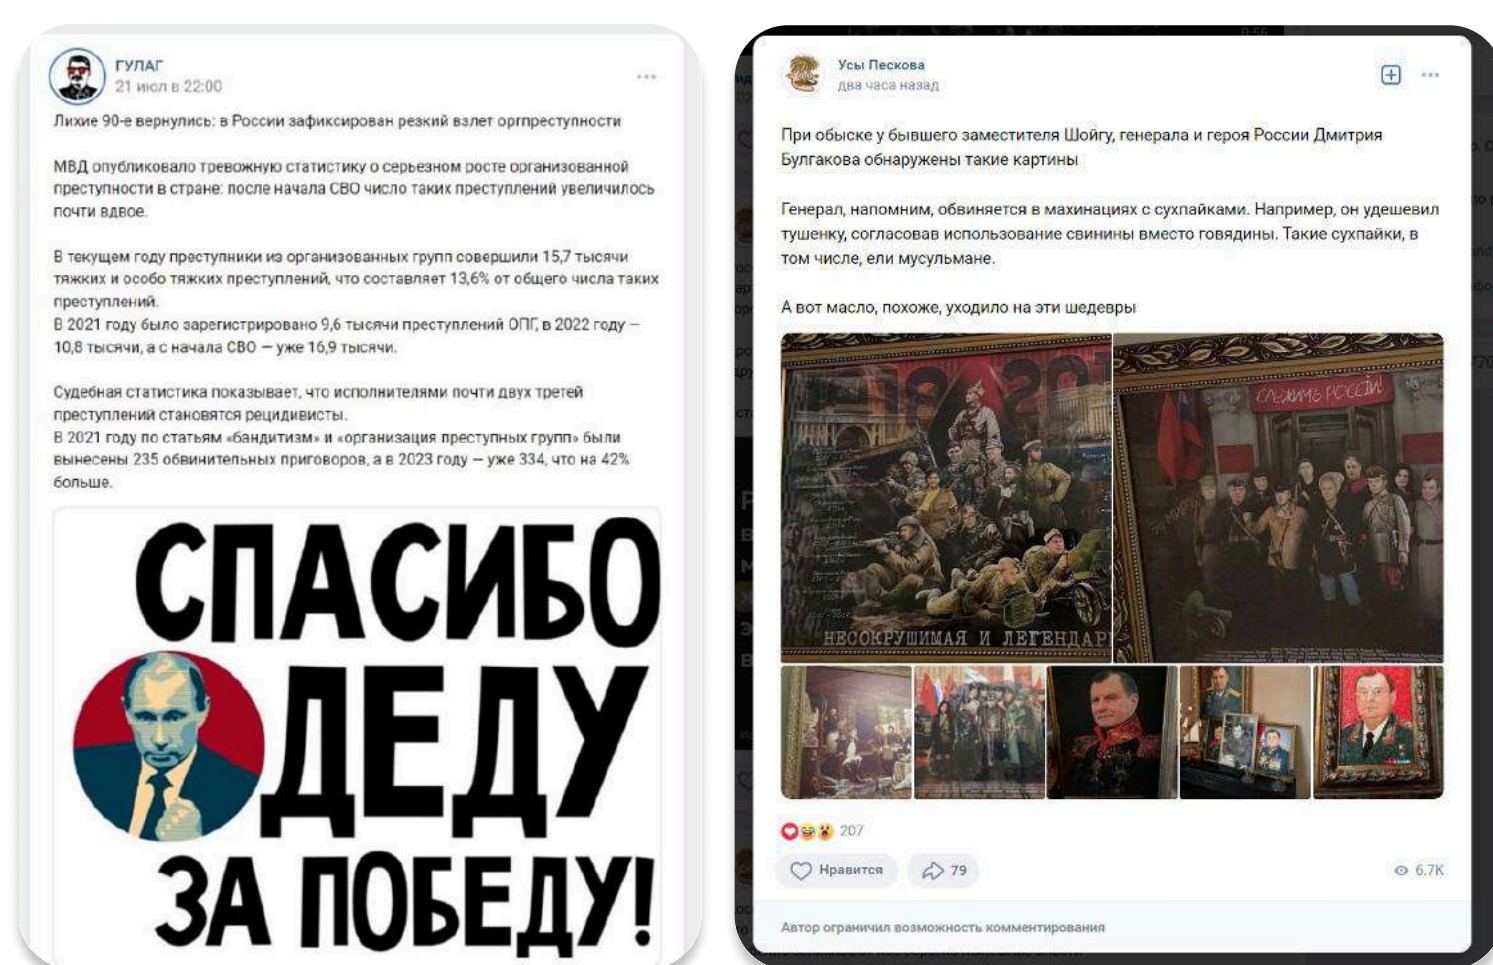 ГУЛАГ
21 июл в 22:00
Лихие 90-е вернулись: в России зафиксирован резкий взлет оргпреступности
МВД опубликовало тревожную статистику о серьезном росте организованной
преступности в стране: после начала СВО число таких преступлений увеличилось
почти вдвое.
В текущем году преступники из организованных групп совершили 15,7 тысячи
тяжких и особо тяжких преступлений, что составляет 13,6% от общего числа таких
преступлений.
В 2021 году было зарегистрировано 9,6 тысячи преступлений ОПГ, в 2022 году —
10,8 тысячи, а с начала СВО — уже 16,9 тысячи.
Судебная статистика показывает, что исполнителями почти двух третей
преступлений становятся рецидивисты.
В 2021 году по статьям «бандитизм» и «организация преступных групп» были
вынесены 235 обвинительных приговоров, а в 2023 году — уже 334, что на 42%
больше.
СПАСИБО
ДЕДУ
ЗА ПОБЕДУ!
0:56
Усы Пескова
два часа назад
При обыске у бывшего заместителя Шойгу, генерала и героя России Дмитрия
Булгакова обнаружены такие картины
Генерал, напомним, обвиняется в махинациях с сухпайками. Например, он удешевил
тушенку, согласовав использование свинины вместо говядины. Такие сухпайки, в
том числе, ели мусульмане.
А вот масло, похоже, уходило на эти шедевры
НЕСОКРУШИМАЯ И ЛЕГЕНДАР
СЛУЖИМЪ РОССІИ!
207
Нравится
79
6.7K
Автор ограничил возможность комментирования